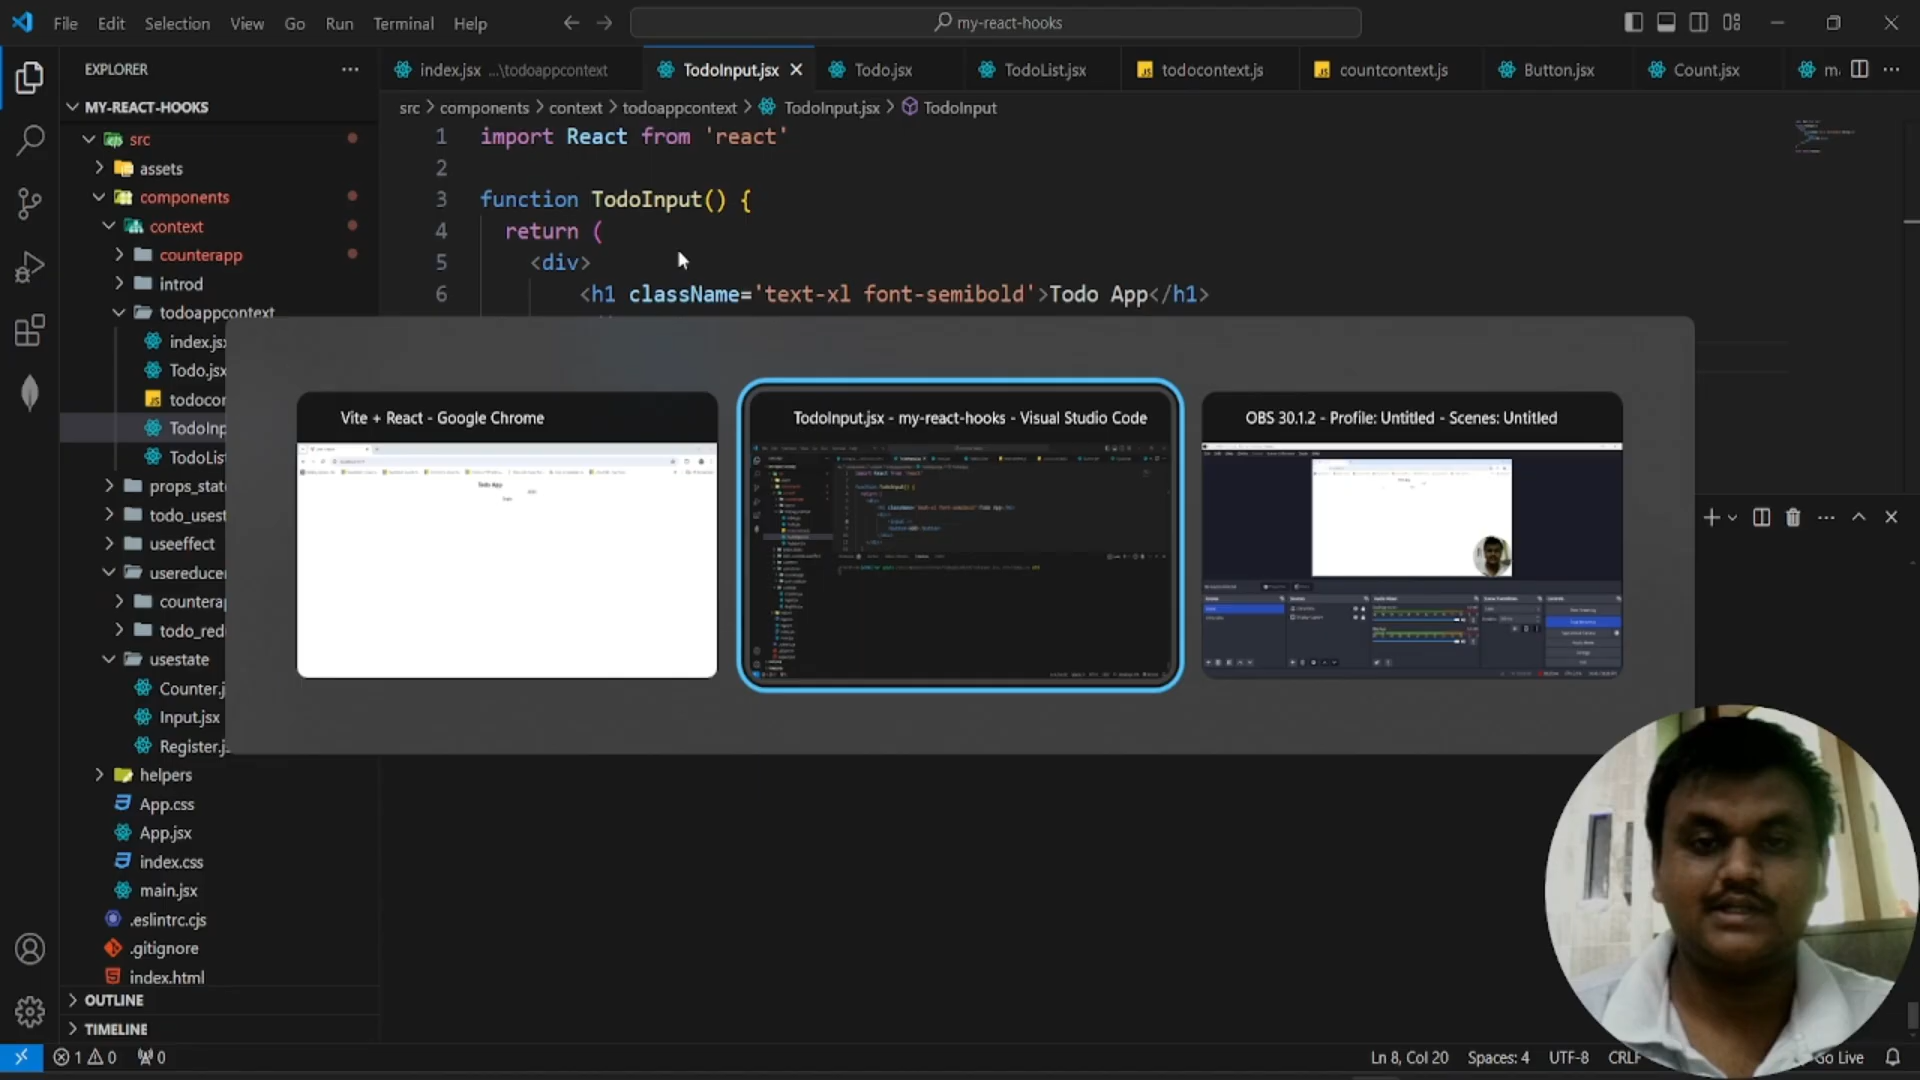 File Edit Selection View Go Run Terminal Help
my-react-hooks
EXPLORER
MY-REACT-HOOKS
src
assets
components
context
counterapp
introd
todoappcontext
index.jsx
Todo.jsx
helpers
App.css
App.jsx
index.css
main.jsx
.eslintrc.cjs
.gitignore
index.html
useeffect
usestate
Input.jsx
OUTLINE
TIMELINE
index.jsx ...\todoappcontext
TodoInput.jsx
Todo.jsx
TodoList.jsx
todocontext.js
countcontext.js
Button.jsx
Count.jsx
src > components > context > todoappcontext > TodoInput.jsx > TodoInput
1 import React from 'react'
2
3 function TodoInput() {
4 return (
5 <div>
6 <h1 className='text-xl font-semibold'>Todo App</h1>
Vite + React - Google Chrome
TodoInput.jsx - my-react-hooks - Visual Studio Code
OBS 30.1.2 - Profile: Untitled - Scenes: Untitled
1 0 0
Ln 8, Col 20 Spaces: 4 UTF-8 CRLF Go Live